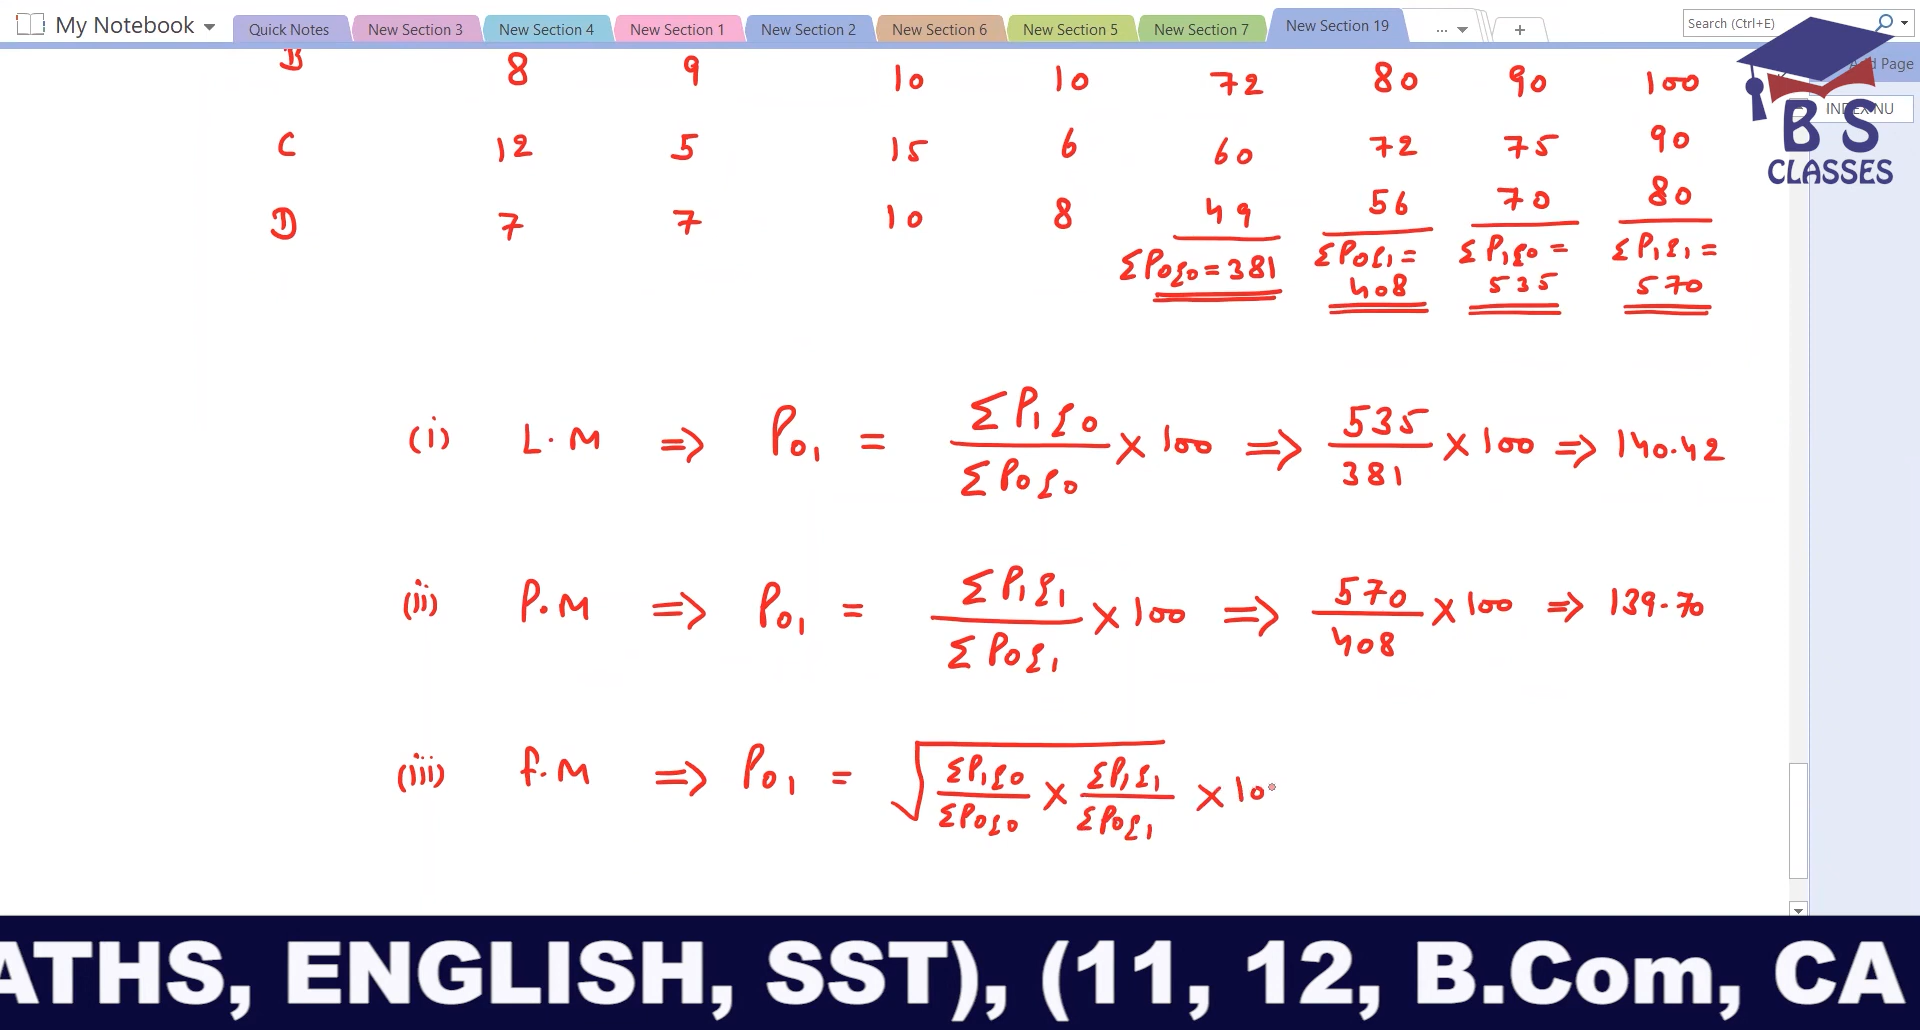 My Notebook Quick Notes New Section 3 New Section 4 New Section 1 New Section 2 New Section 6 New Section 5 New Section 7 New Section 19 ... + Search (Ctrl+E)
Page
INDEX NU
B S
CLASSES
B 8 9 10 10 72 80 90 100
C 12 5 15 6 60 72 75 90
D 7 7 10 8 49 56 70 80
ΣP₀q₀ = 381 ΣP₀q₁ = 408 ΣP₁q₀ = 535 ΣP₁q₁ = 570
(i) L.M ⇒ P₀₁ = ΣP₁q₀ / ΣP₀q₀ × 100 ⇒ 535 / 381 × 100 ⇒ 140.42
(ii) P.M ⇒ P₀₁ = ΣP₁q₁ / ΣP₀q₁ × 100 ⇒ 570 / 408 × 100 ⇒ 139.70
(iii) f.M ⇒ P₀₁ = √(ΣP₁q₀ / ΣP₀q₀ × ΣP₁q₁ / ΣP₀q₁) × 10
ATHS, ENGLISH, SST), (11, 12, B.Com, CA